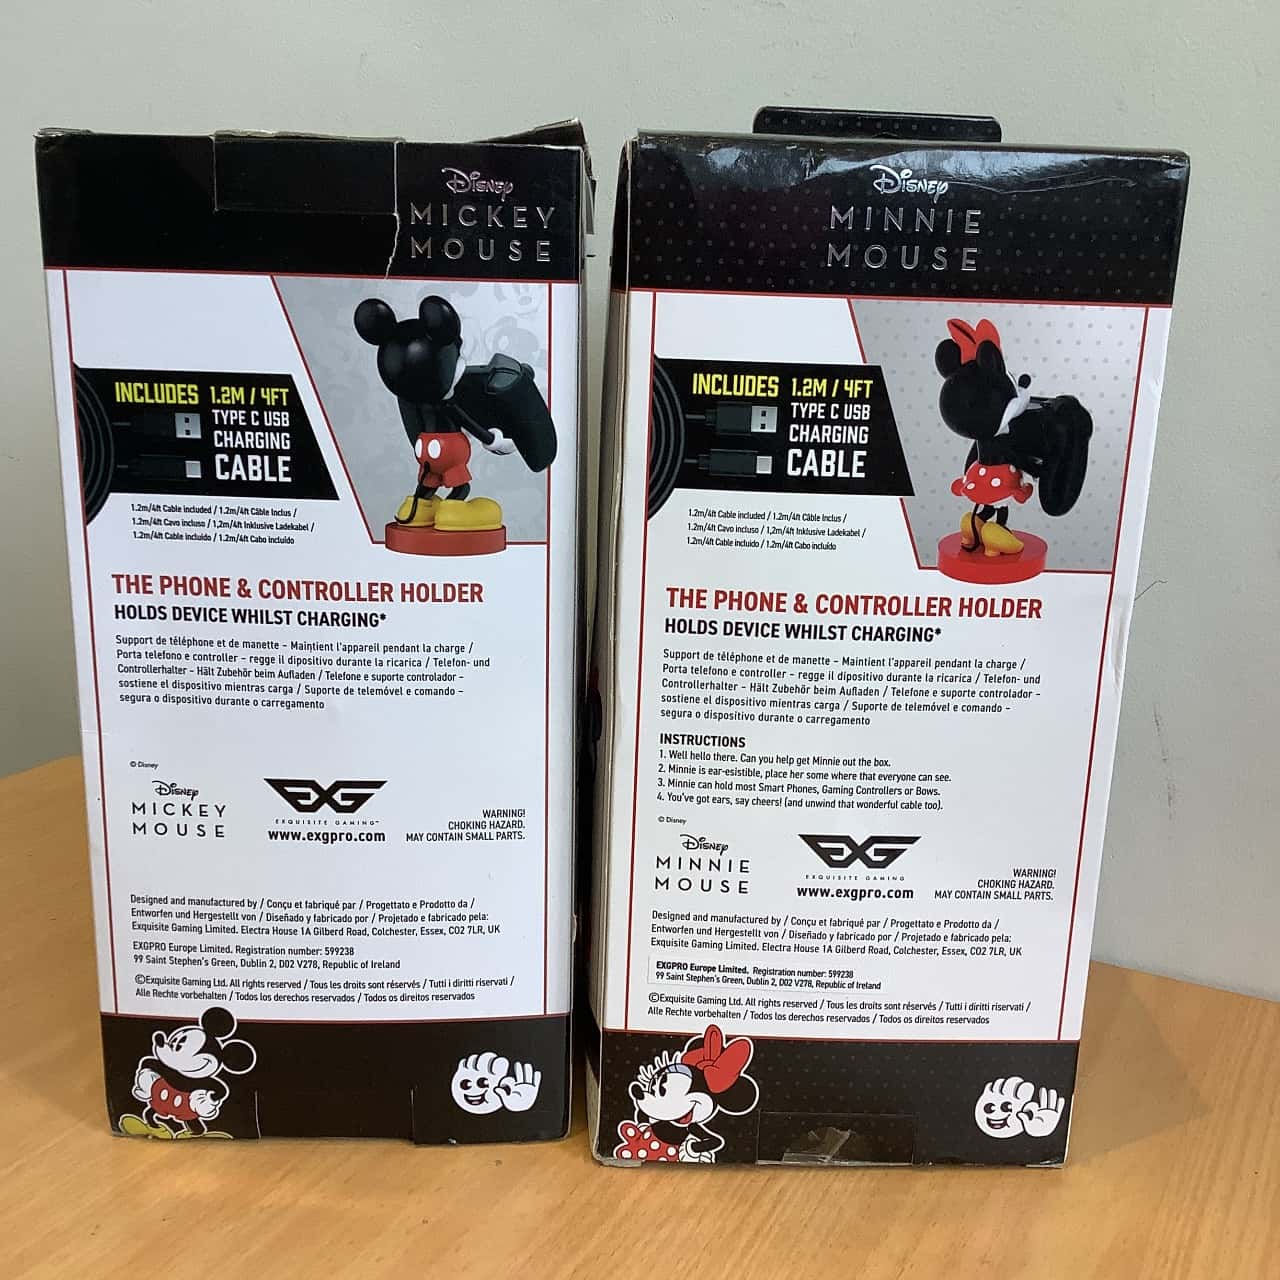 Disney
MICKEY
MOUSE
INCLUDES 1.2M / 4FT
TYPE C USB
CHARGING
CABLE
1.2m/4ft Cable included / 1.2m/4ft Câble Inclus /
1.2m/4ft Cavo incluso / 1,2m/4ft Inklusive Ladekabel /
1.2m/4ft Cable incluido / 1.2m/4ft Cabo incluído
THE PHONE & CONTROLLER HOLDER
HOLDS DEVICE WHILST CHARGING*
Support de téléphone et de manette – Maintient l'appareil pendant la charge /
Porta telefono e controller – regge il dipositivo durante la ricarica / Telefon- und
Controllerhalter – Hält Zubehör beim Aufladen / Telefone e suporte controlador –
sostiene el dispositivo mientras carga / Suporte de telemóvel e comando –
segura o dispositivo durante o carregamento
© Disney
Disney
MICKEY
MOUSE
EXG
EXQUISITE GAMING
www.exgpro.com
WARNING!
CHOKING HAZARD.
MAY CONTAIN SMALL PARTS.
Designed and manufactured by / Conçu et fabriqué par / Progettato e Prodotto da /
Entworfen und Hergestellt von / Diseñado y fabricado por / Projetado e fabricado pela:
Exquisite Gaming Limited. Electra House 1A Gilberd Road, Colchester, Essex, CO2 7LR, UK
EXGPRO Europe Limited. Registration number: 599238
99 Saint Stephen's Green, Dublin 2, D02 V278, Republic of Ireland
©Exquisite Gaming Ltd. All rights reserved / Tous les droits sont réservés / Tutti i diritti riservati /
Alle Rechte vorbehalten / Todos los derechos reservados / Todos os direitos reservados
Disney
MINNIE
MOUSE
INCLUDES 1.2M / 4FT
TYPE C USB
CHARGING
CABLE
1.2m/4ft Cable included / 1.2m/4ft Câble Inclus /
1.2m/4ft Cavo incluso / 1,2m/4ft Inklusive Ladekabel /
1.2m/4ft Cable incluido / 1.2m/4ft Cabo incluído
THE PHONE & CONTROLLER HOLDER
HOLDS DEVICE WHILST CHARGING*
Support de téléphone et de manette – Maintient l'appareil pendant la charge /
Porta telefono e controller – regge il dipositivo durante la ricarica / Telefon- und
Controllerhalter – Hält Zubehör beim Aufladen / Telefone e suporte controlador –
sostiene el dispositivo mientras carga / Suporte de telemóvel e comando –
segura o dispositivo durante o carregamento
INSTRUCTIONS
1. Well hello there. Can you help get Minnie out the box.
2. Minnie is ear-esistible, place her some where that everyone can see.
3. Minnie can hold most Smart Phones, Gaming Controllers or Bows.
4. You've got ears, say cheers! (and unwind that wonderful cable too).
© Disney
Disney
MINNIE
MOUSE
EXG
EXQUISITE GAMING
www.exgpro.com
WARNING!
CHOKING HAZARD.
MAY CONTAIN SMALL PARTS.
Designed and manufactured by / Conçu et fabriqué par / Progettato e Prodotto da /
Entworfen und Hergestellt von / Diseñado y fabricado por / Projetado e fabricado pela:
Exquisite Gaming Limited. Electra House 1A Gilberd Road, Colchester, Essex, CO2 7LR, UK
EXGPRO Europe Limited. Registration number: 599238
99 Saint Stephen's Green, Dublin 2, D02 V278, Republic of Ireland
©Exquisite Gaming Ltd. All rights reserved / Tous les droits sont réservés / Tutti i diritti riservati /
Alle Rechte vorbehalten / Todos los derechos reservados / Todos os direitos reservados